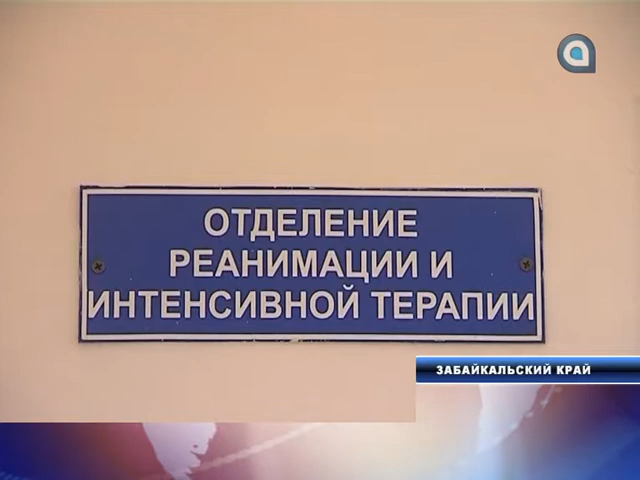 ОТДЕЛЕНИЕ
РЕАНИМАЦИИ И
ИНТЕНСИВНОЙ ТЕРАПИИ
ЗАБАЙКАЛЬСКИЙ КРАЙ